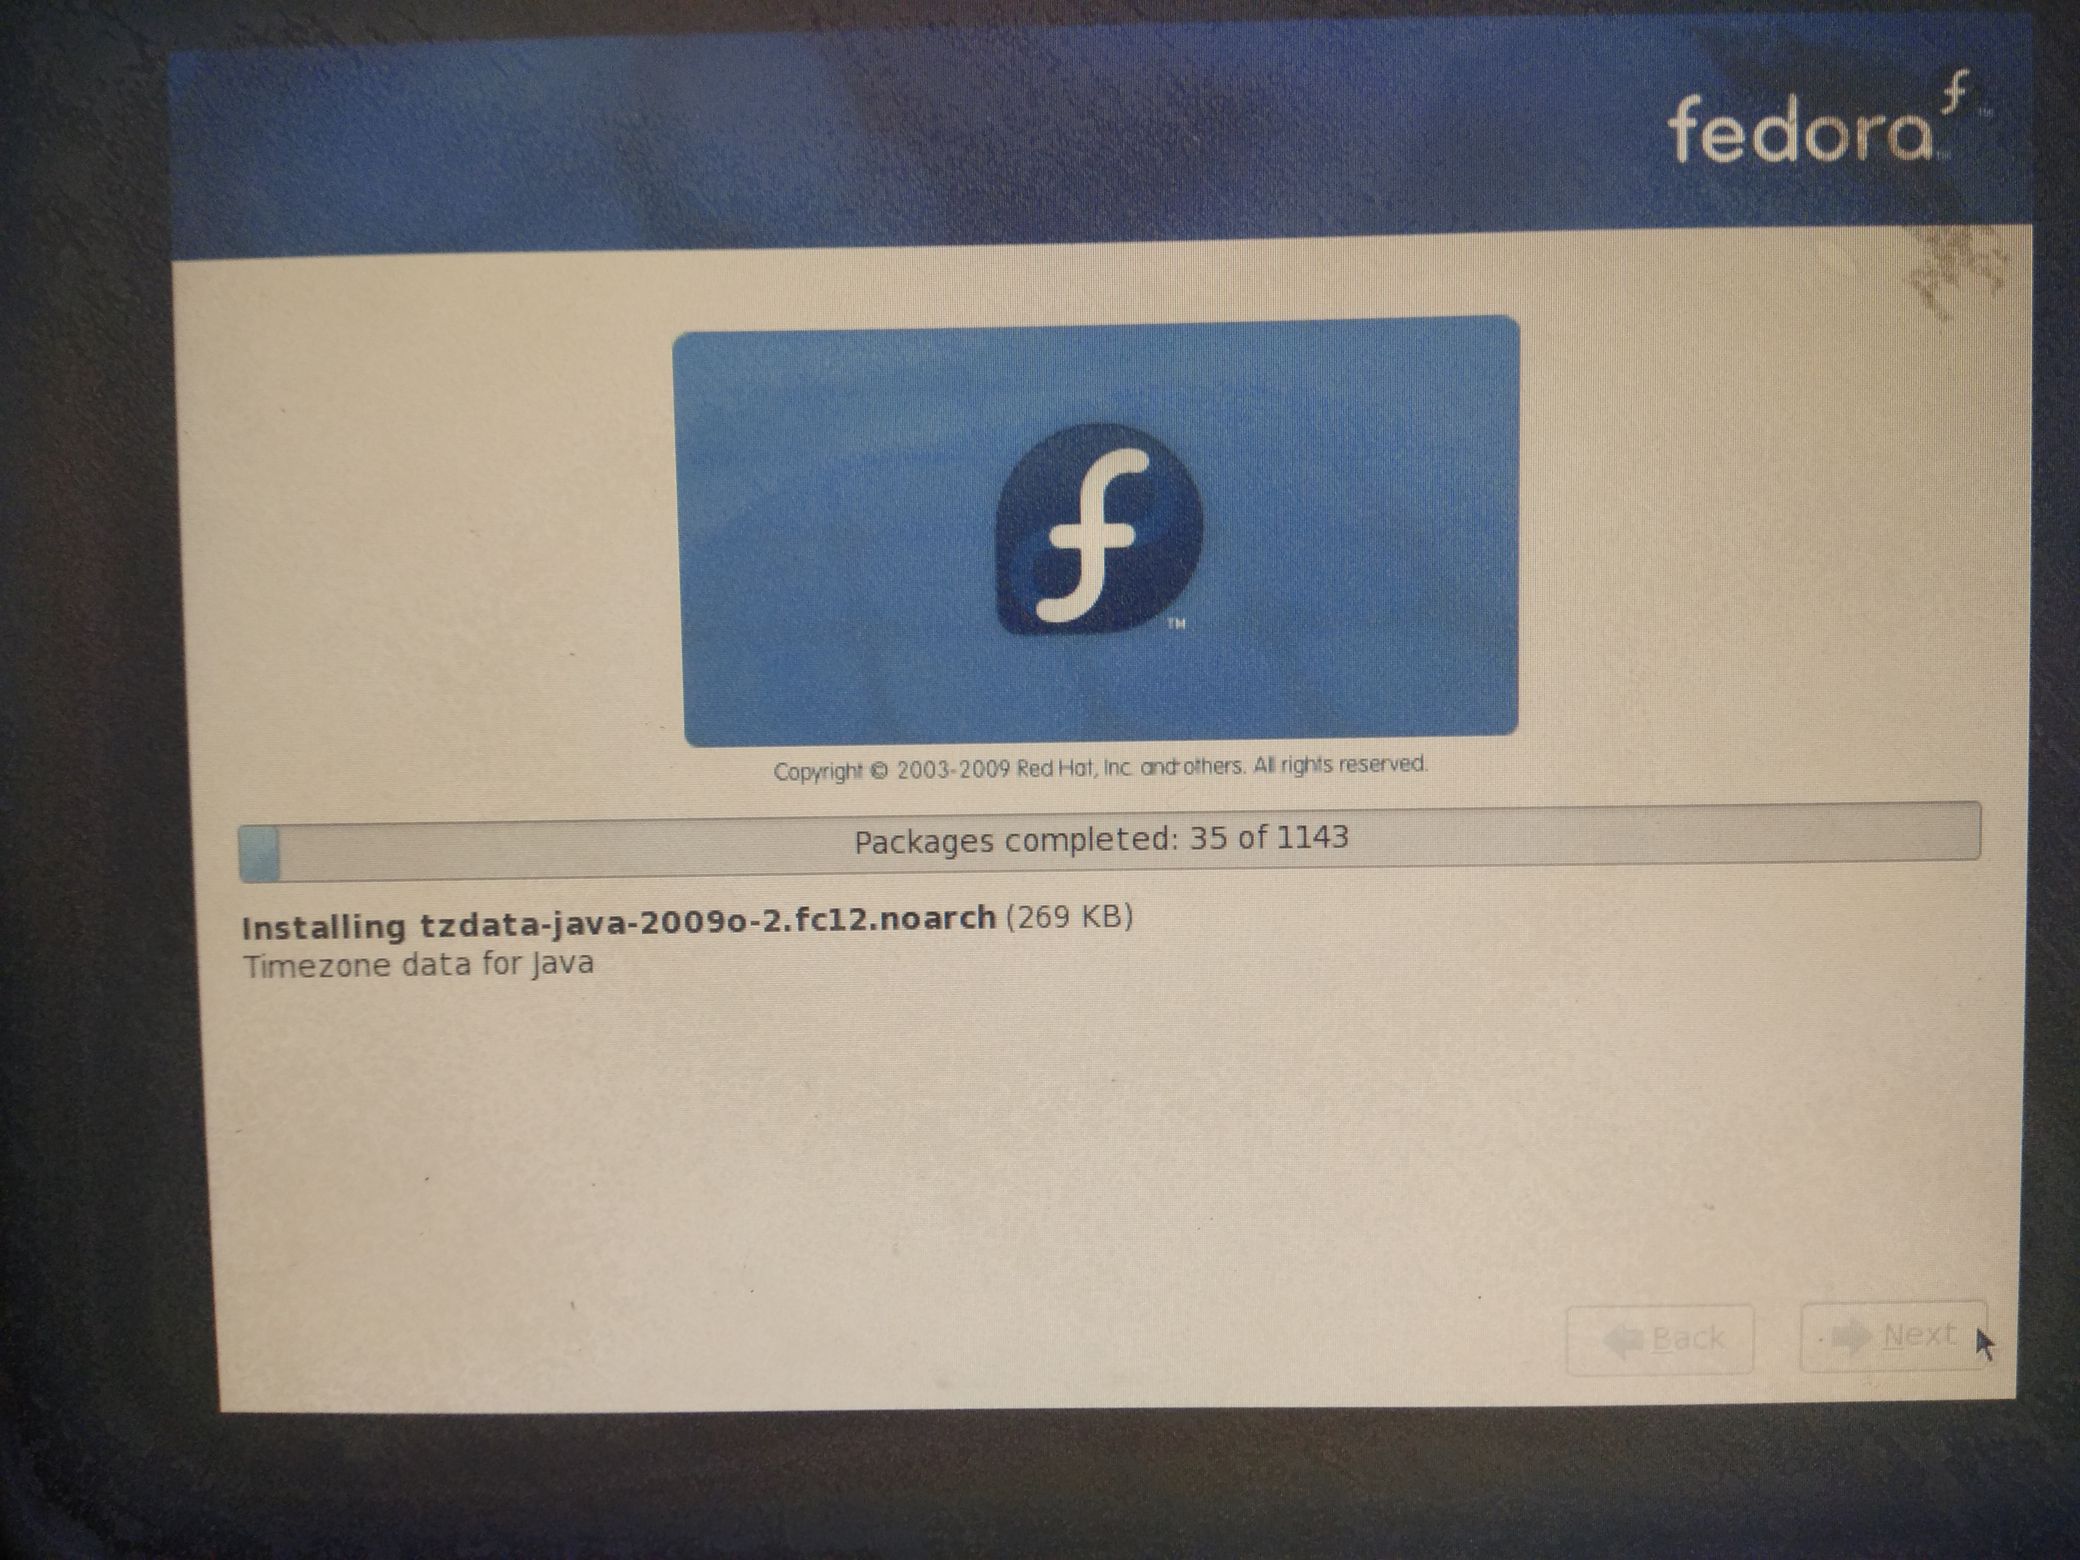 fedora
f
TM
Copyright © 2003-2009 Red Hat, Inc. and others. All rights reserved.
Packages completed: 35 of 1143
Installing tzdata-java-2009o-2.fc12.noarch (269 KB)
Timezone data for Java
Back
Next